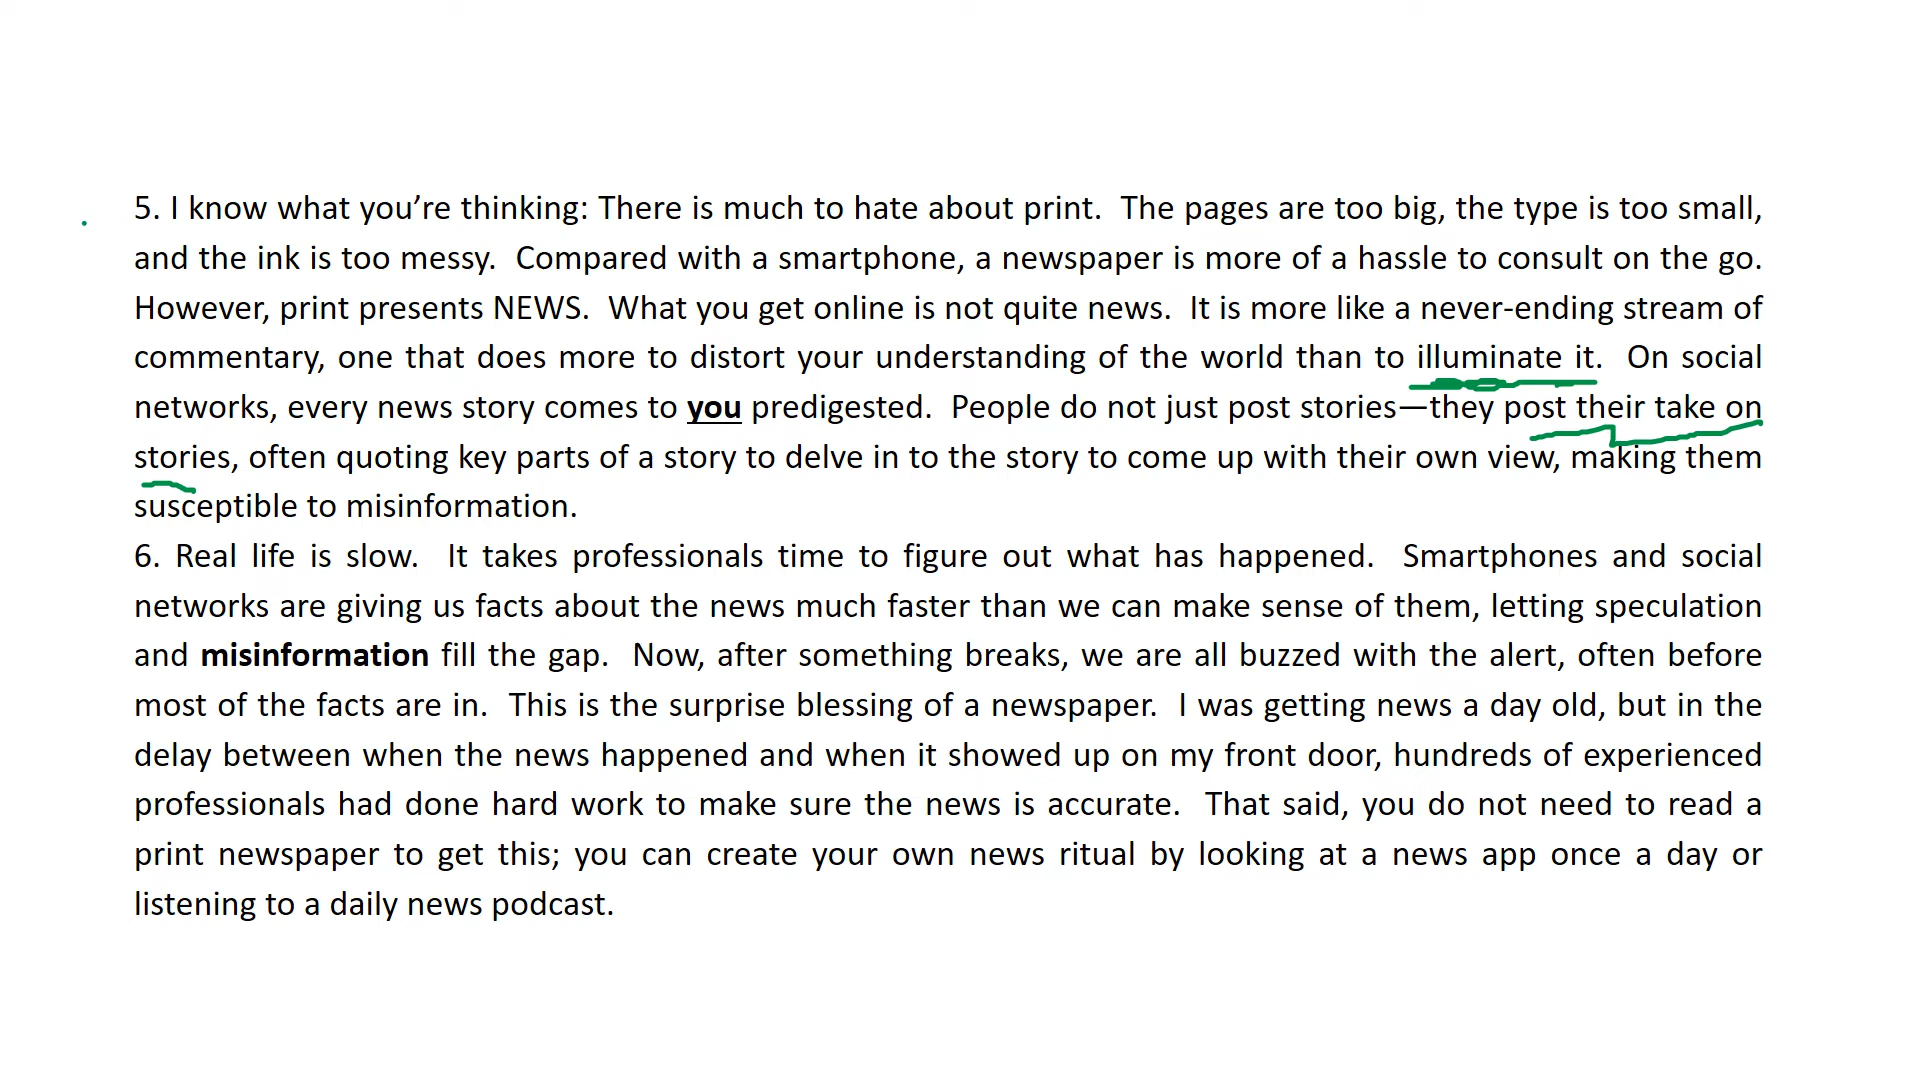 5. I know what you’re thinking: There is much to hate about print.  The pages are too big, the type is too small,
and the ink is too messy.  Compared with a smartphone, a newspaper is more of a hassle to consult on the go.
However, print presents NEWS.  What you get online is not quite news.  It is more like a never-ending stream of
commentary, one that does more to distort your understanding of the world than to illuminate it.  On social
networks, every news story comes to you predigested.  People do not just post stories—they post their take on
stories, often quoting key parts of a story to delve in to the story to come up with their own view, making them
susceptible to misinformation.
6. Real life is slow.  It takes professionals time to figure out what has happened.  Smartphones and social
networks are giving us facts about the news much faster than we can make sense of them, letting speculation
and misinformation fill the gap.  Now, after something breaks, we are all buzzed with the alert, often before
most of the facts are in.  This is the surprise blessing of a newspaper.  I was getting news a day old, but in the
delay between when the news happened and when it showed up on my front door, hundreds of experienced
professionals had done hard work to make sure the news is accurate.  That said, you do not need to read a
print newspaper to get this; you can create your own news ritual by looking at a news app once a day or
listening to a daily news podcast.